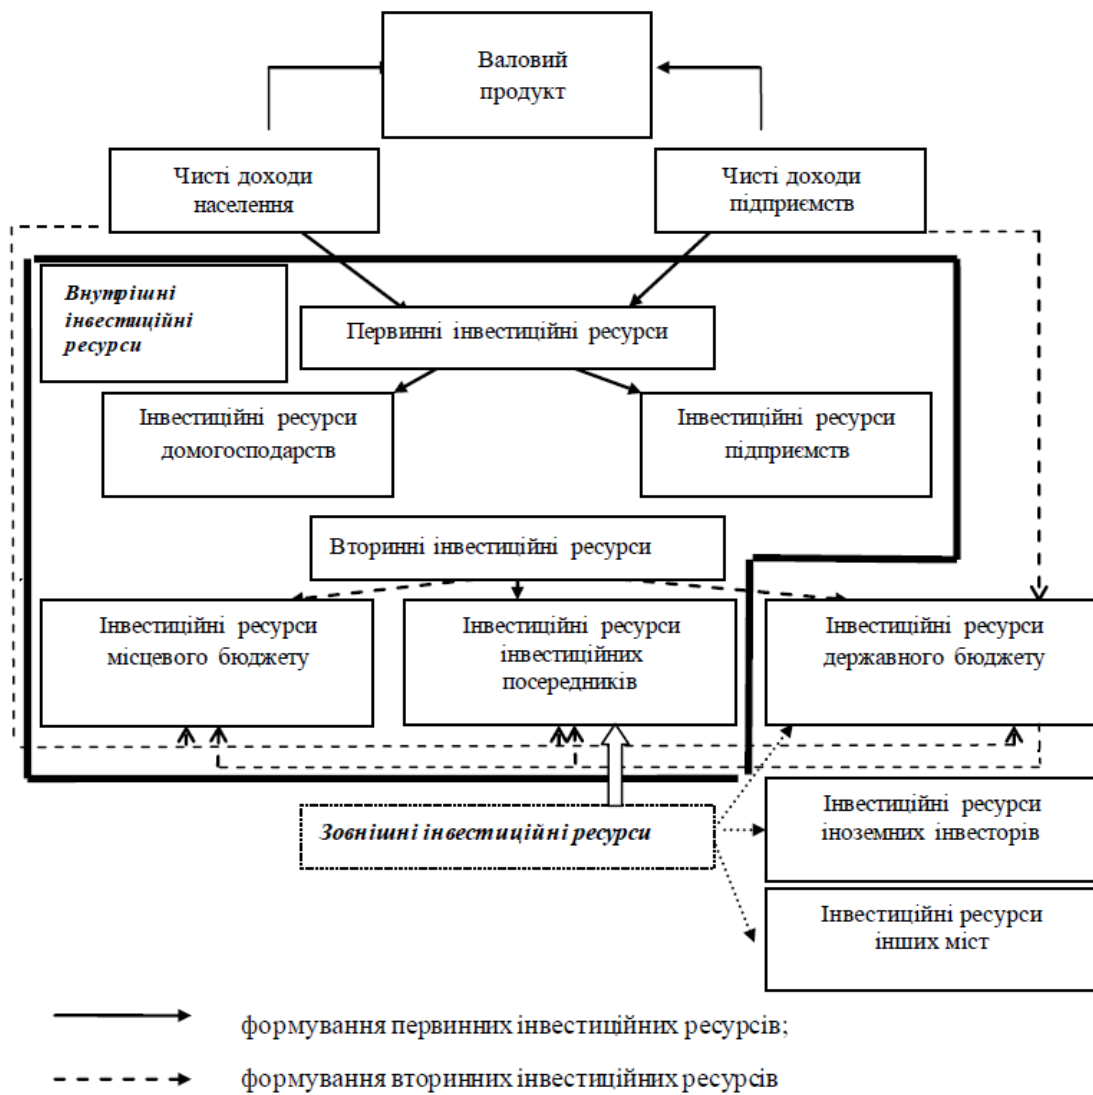 Валовий
продукт
Чисті доходи
населення
Чисті доходи
підприємств
Внутрішні
інвестиційні
ресурси
Первинні інвестиційні ресурси
Інвестиційні ресурси
домогосподарств
Інвестиційні ресурси
підприємств
Вторинні інвестиційні ресурси
Інвестиційні ресурси
місцевого бюджету
Інвестиційні ресурси
інвестиційних
посередників
Інвестиційні ресурси
державного бюджету
Зовнішні інвестиційні ресурси
Інвестиційні ресурси
іноземних інвесторів
Інвестиційні ресурси
інших міст
формування первинних інвестиційних ресурсів;
формування вторинних інвестиційних ресурсів